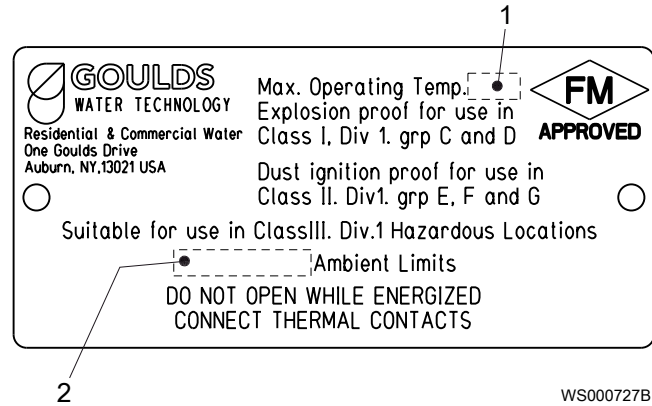 1
GOULDS
WATER TECHNOLOGY
Residential & Commercial Water
One Goulds Drive
Auburn, NY,13021 USA
Max. Operating Temp.
Explosion proof for use in
Class I, Div 1. grp C and D
FM
APPROVED
Dust ignition proof for use in
Class II. Div1. grp E, F and G
Suitable for use in ClassIII. Div.1 Hazardous Locations
Ambient Limits
DO NOT OPEN WHILE ENERGIZED
CONNECT THERMAL CONTACTS
2
WS000727B